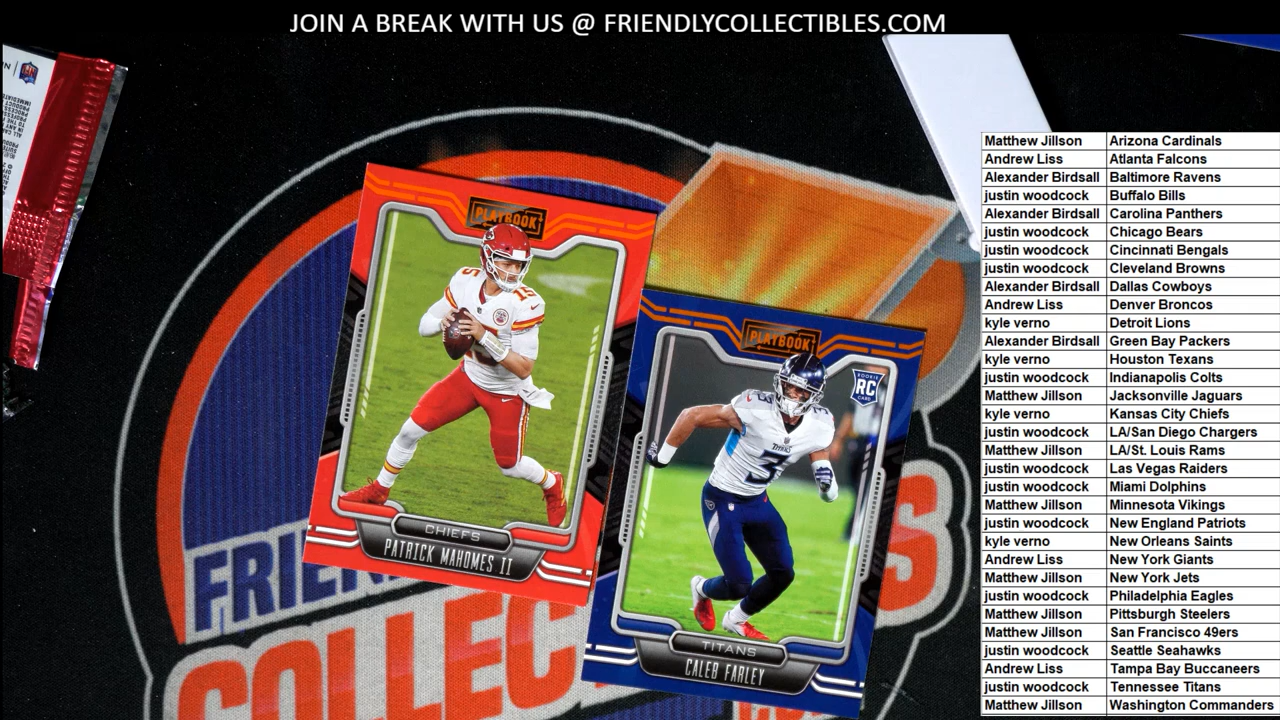 JOIN A BREAK WITH US @ FRIENDLYCOLLECTIBLES.COM
PLAYBOOK
15
15
CHIEFS
PATRICK MAHOMES II
PLAYBOOK
ROOKIE
RC
CARD
TITANS
3
TITANS
CALEB FARLEY
Matthew Jillson Arizona Cardinals
Andrew Liss Atlanta Falcons
Alexander Birdsall Baltimore Ravens
justin woodcock Buffalo Bills
Alexander Birdsall Carolina Panthers
justin woodcock Chicago Bears
justin woodcock Cincinnati Bengals
justin woodcock Cleveland Browns
Alexander Birdsall Dallas Cowboys
Andrew Liss Denver Broncos
kyle verno Detroit Lions
Alexander Birdsall Green Bay Packers
kyle verno Houston Texans
justin woodcock Indianapolis Colts
Matthew Jillson Jacksonville Jaguars
kyle verno Kansas City Chiefs
justin woodcock LA/San Diego Chargers
Matthew Jillson LA/St. Louis Rams
justin woodcock Las Vegas Raiders
justin woodcock Miami Dolphins
Matthew Jillson Minnesota Vikings
justin woodcock New England Patriots
kyle verno New Orleans Saints
Andrew Liss New York Giants
Matthew Jillson New York Jets
justin woodcock Philadelphia Eagles
Matthew Jillson Pittsburgh Steelers
Matthew Jillson San Francisco 49ers
justin woodcock Seattle Seahawks
Andrew Liss Tampa Bay Buccaneers
justin woodcock Tennessee Titans
Matthew Jillson Washington Commanders